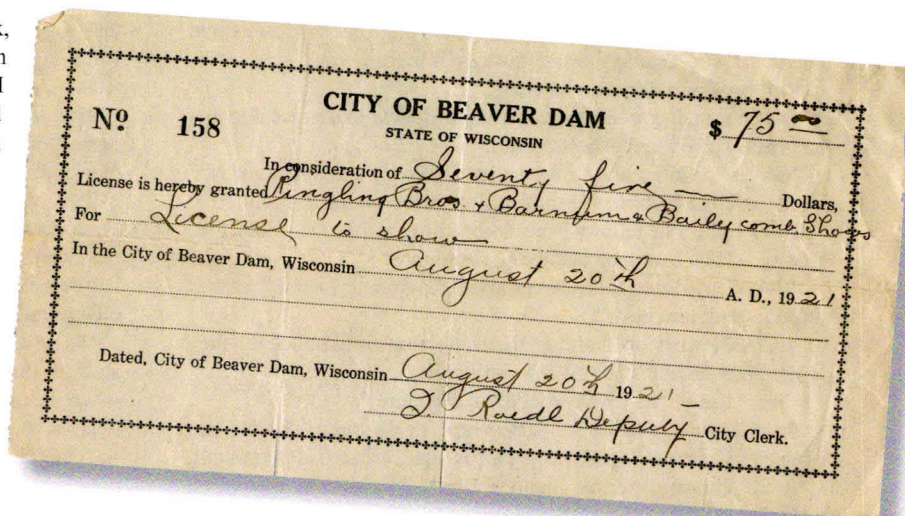 CITY OF BEAVER DAM
STATE OF WISCONSIN
Nº 158
$ 75 00
In consideration of Seventy five Dollars,
License is hereby granted Ringling Bros + Barnum & Baily comb. Shows
For License to show
In the City of Beaver Dam, Wisconsin August 20th A. D., 1921
Dated, City of Beaver Dam, Wisconsin August 20th 1921
Roedl Deputy City Clerk.